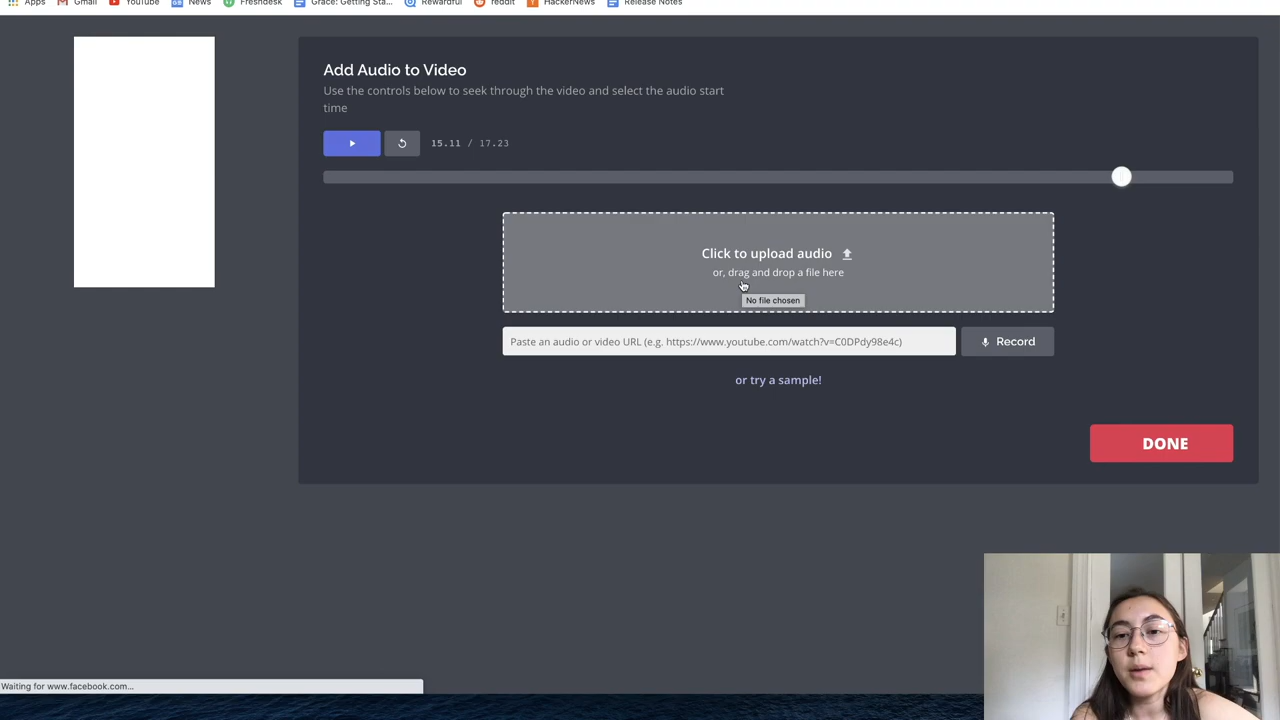 Apps Gmail YouTube News Freshdesk Grace: Getting Sta... Rewardful reddit HackerNews Release Notes
Add Audio to Video
Use the controls below to seek through the video and select the audio start
time
15.11 / 17.23
Click to upload audio
or, drag and drop a file here
No file chosen
Paste an audio or video URL (e.g. https://www.youtube.com/watch?v=C0DPdy98e4c)
Record
or try a sample!
DONE
Waiting for www.facebook.com...